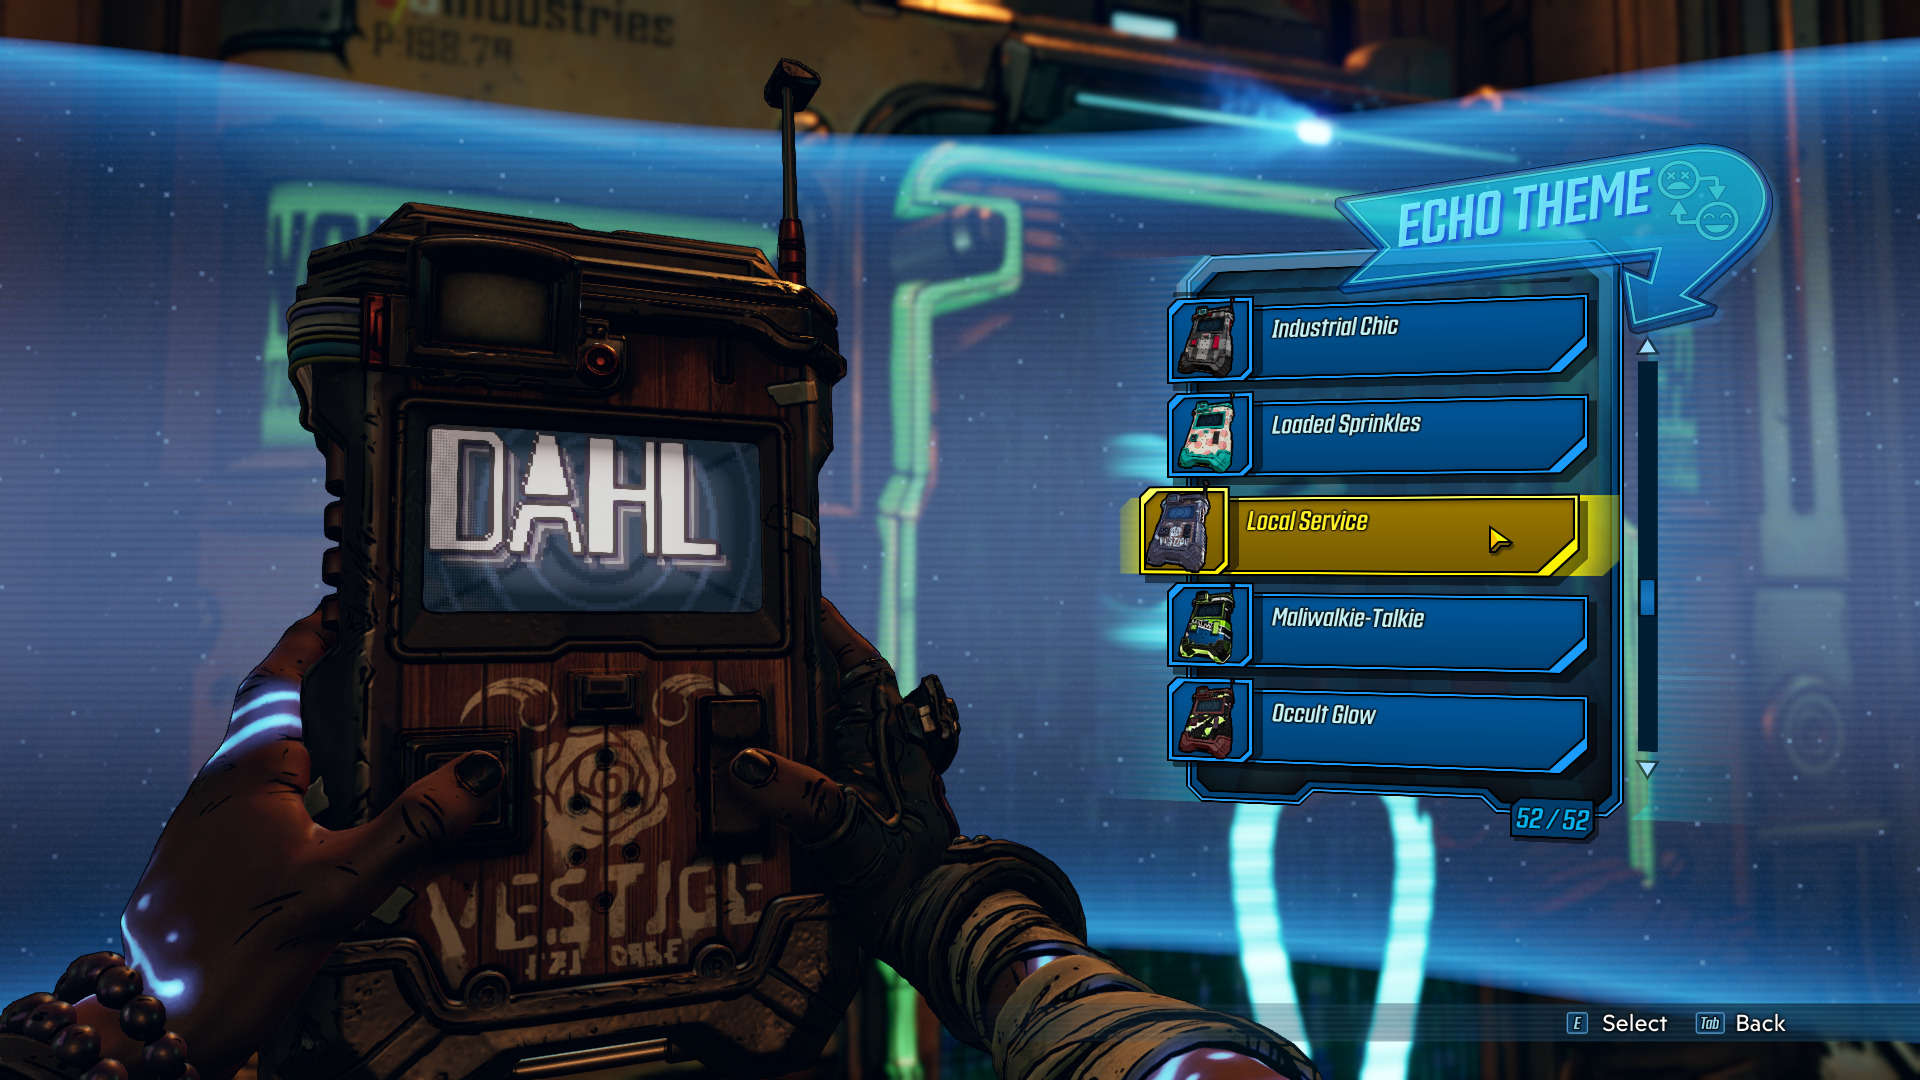 Industries
P-198.79
ECHO THEME
Industrial Chic
Loaded Sprinkles
Local Service
Maliwalkie-Talkie
Occult Glow
52 / 52
DAHL
VESTIGE
E Select Tab Back